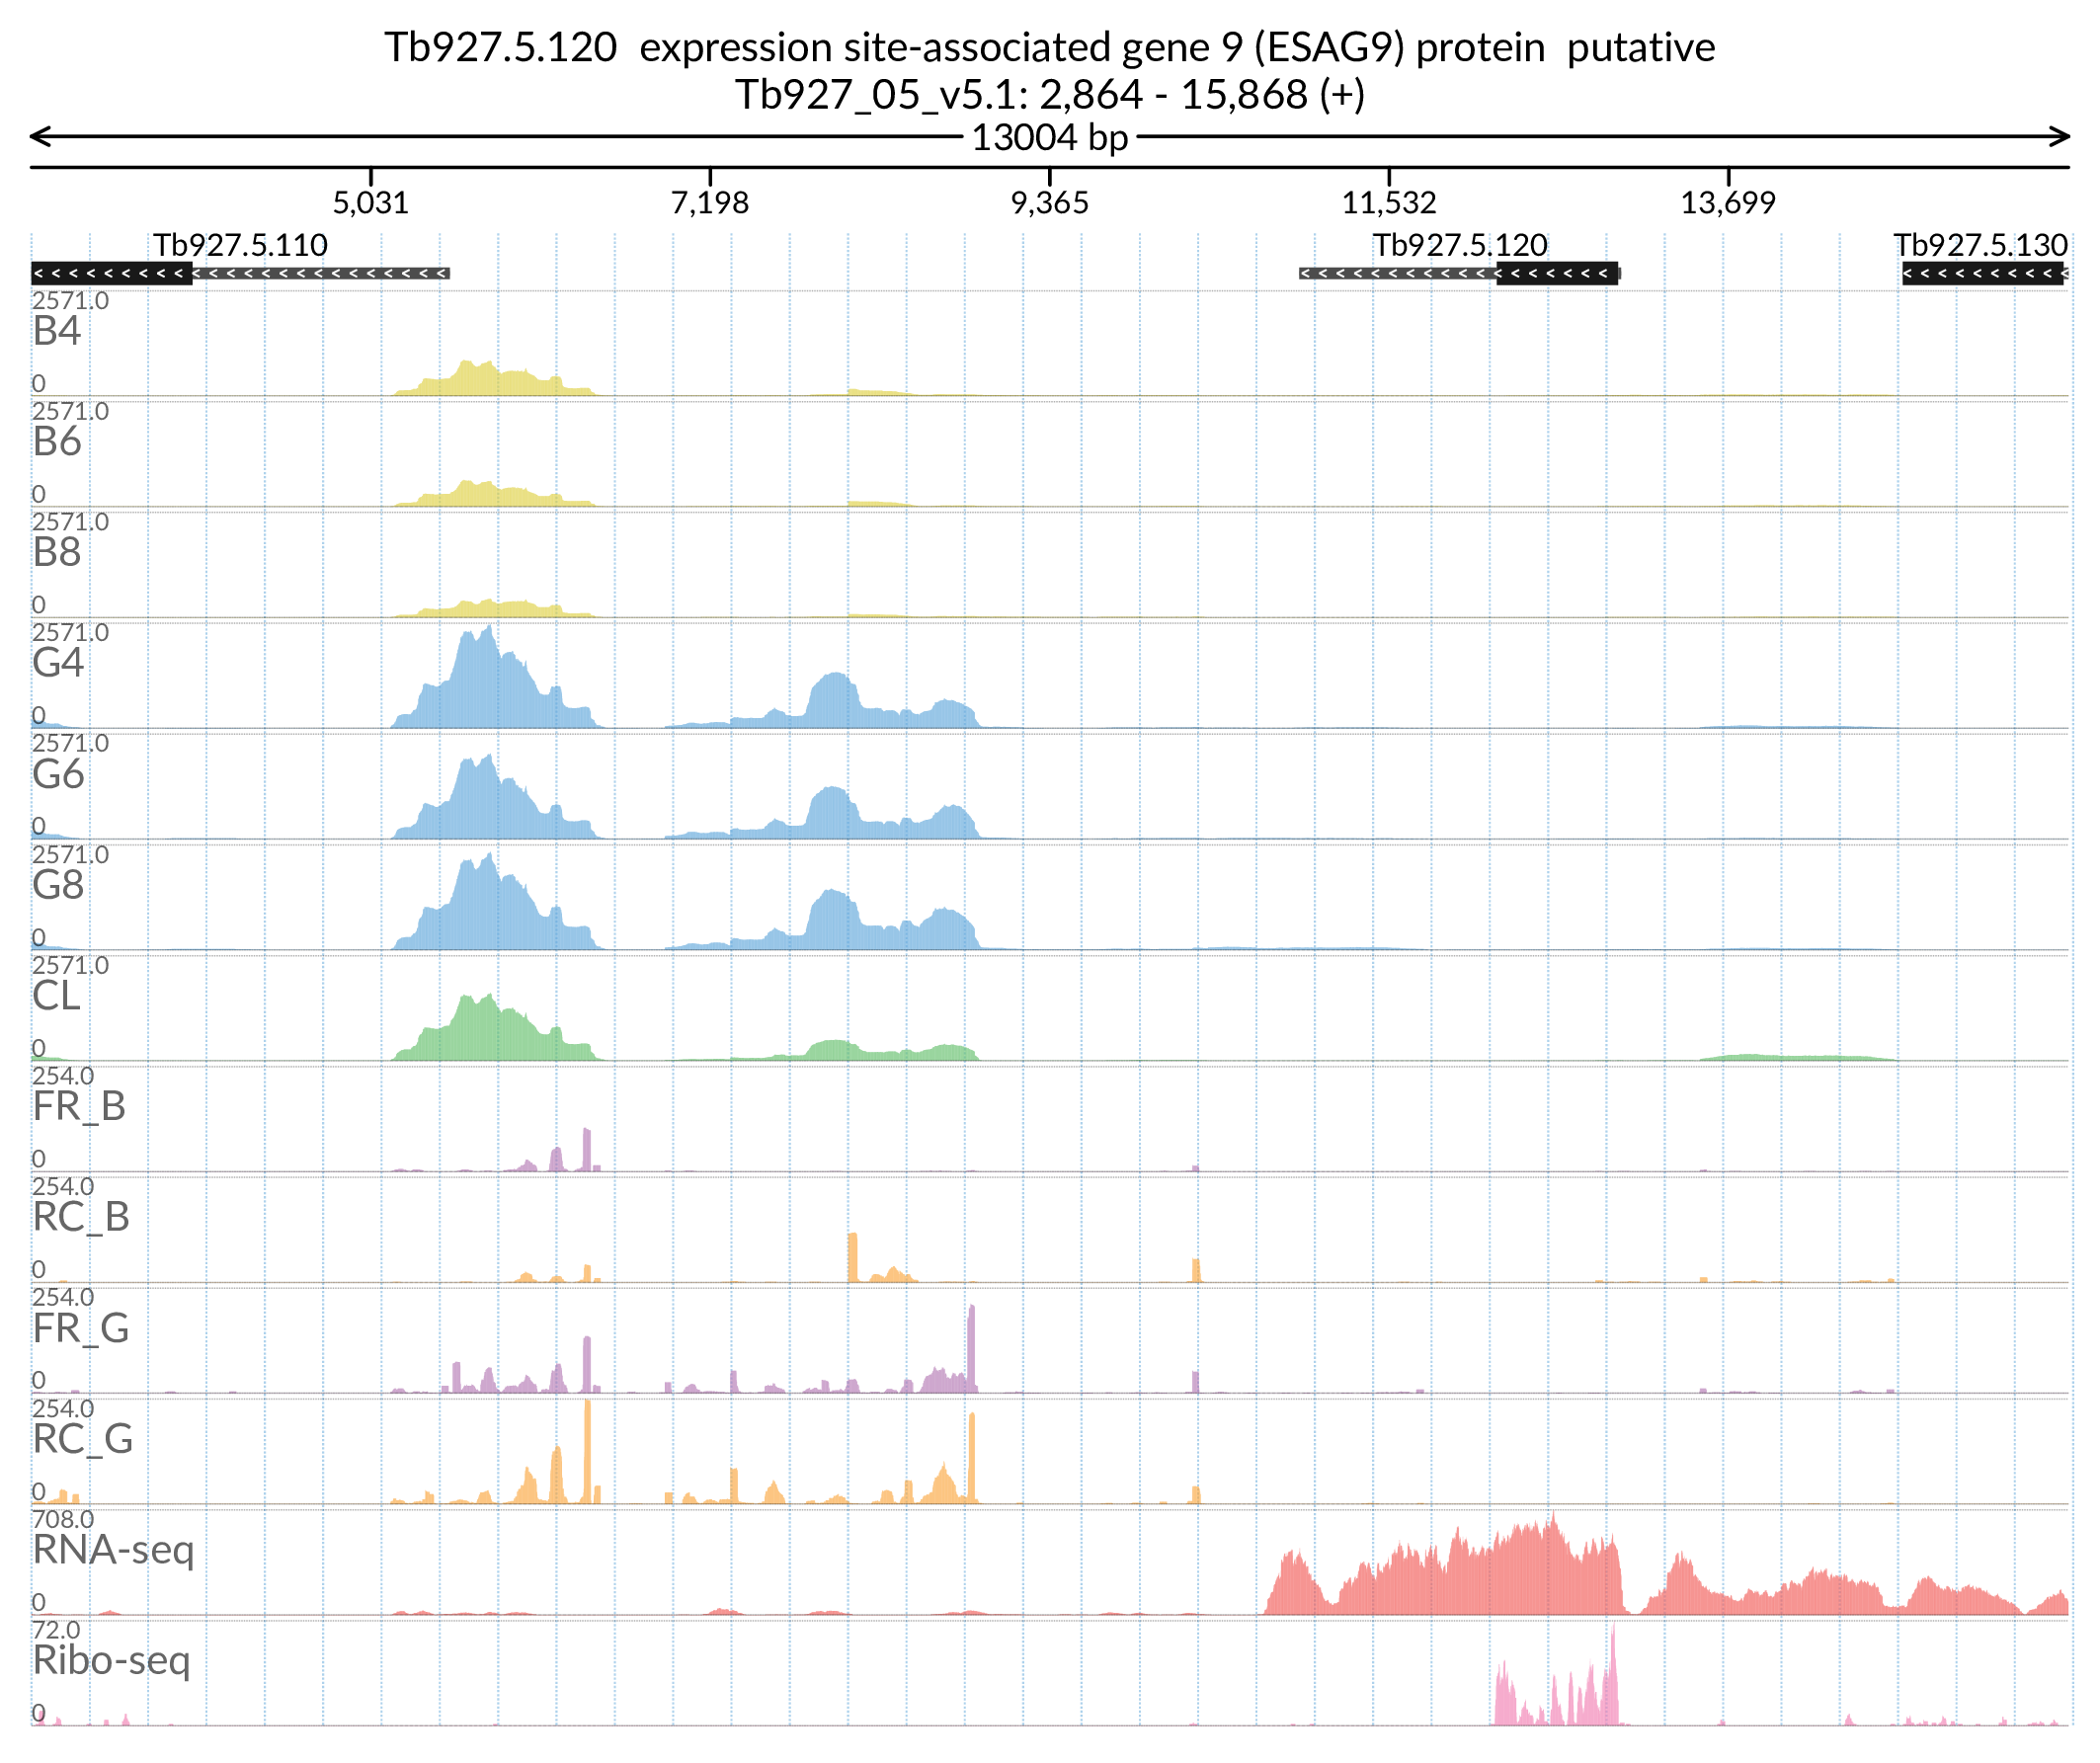 Tb927.5.120  expression site-associated gene 9 (ESAG9) protein  putative
Tb927_05_v5.1: 2,864 - 15,868 (+)
13004 bp
5,031 7,198 9,365 11,532 13,699
Tb927.5.110 Tb927.5.120 Tb927.5.130
2571.0
B4
0
2571.0
B6
0
2571.0
B8
0
2571.0
G4
0
2571.0
G6
0
2571.0
G8
0
2571.0
CL
0
254.0
FR_B
0
254.0
RC_B
0
254.0
FR_G
0
254.0
RC_G
0
708.0
RNA-seq
0
72.0
Ribo-seq
0